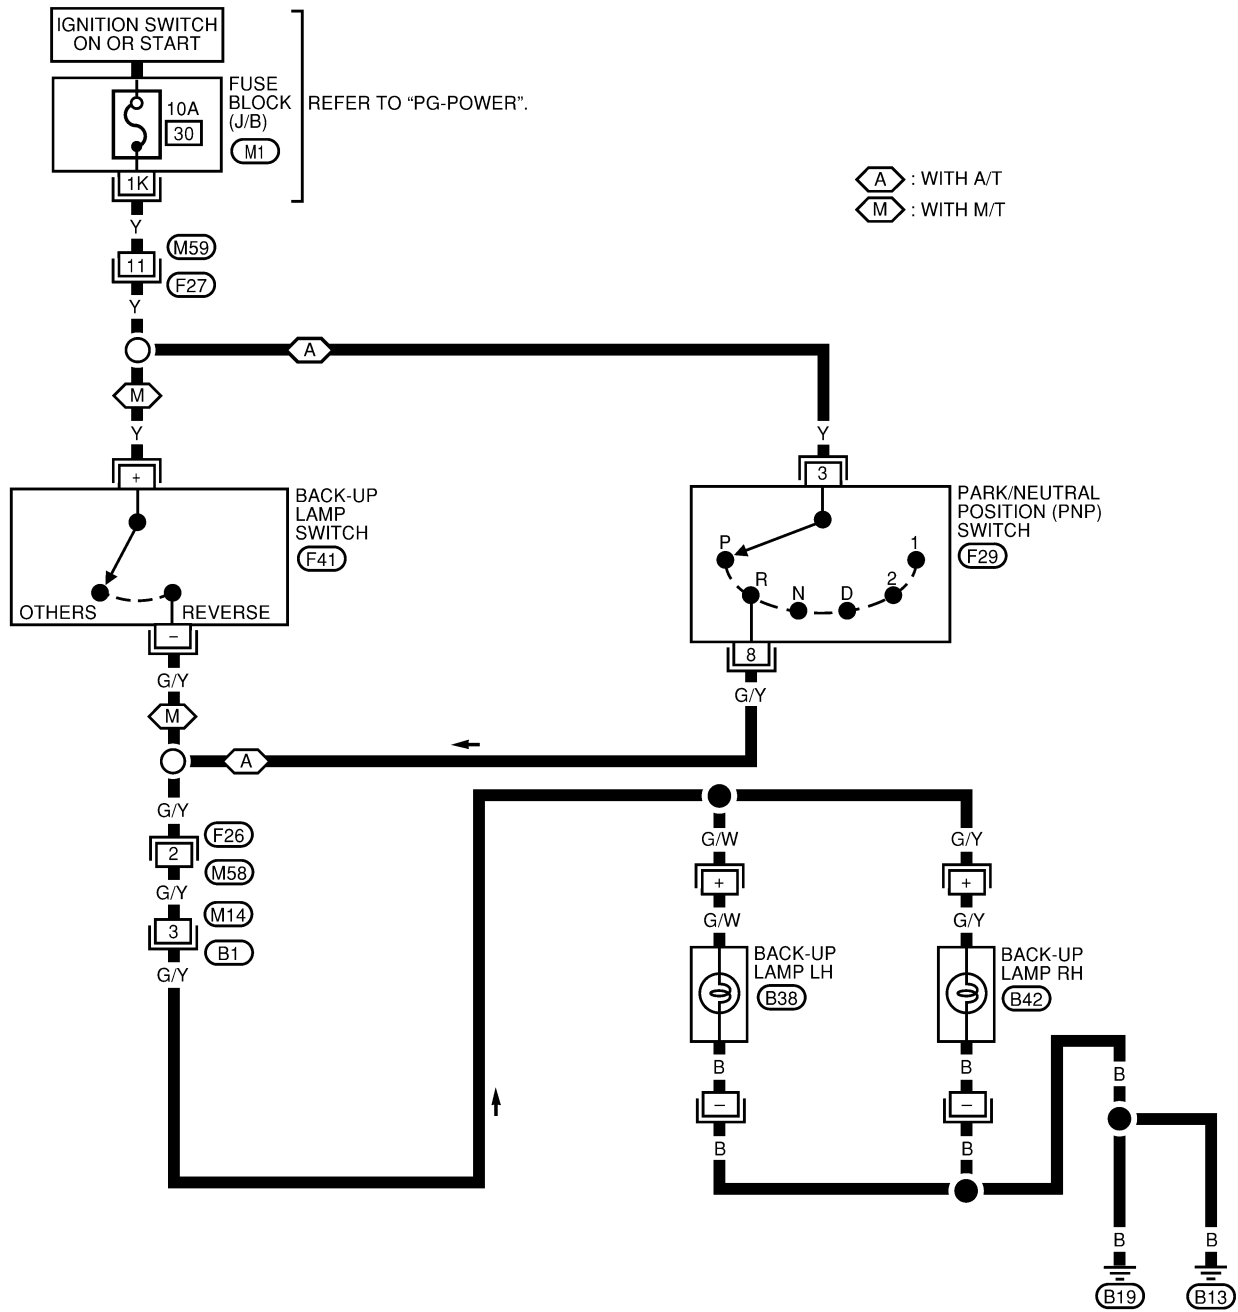 IGNITION SWITCH
ON OR START
FUSE
BLOCK
(J/B)
M1
10A
30
REFER TO “PG-POWER”.
1K
Y
A : WITH A/T
M : WITH M/T
M59
11
F27
Y
A
M
Y
Y
+
3
BACK-UP
LAMP
SWITCH
F41
OTHERS
REVERSE
PARK/NEUTRAL
POSITION (PNP)
SWITCH
F29
P
R
N
D
2
1
–
8
G/Y
G/Y
M
A
G/Y
F26
2
M58
G/Y
M14
3
B1
G/Y
G/W
G/Y
+
+
G/W
G/Y
BACK-UP
LAMP LH
B38
BACK-UP
LAMP RH
B42
B
B
B
–
–
B
B
B
B
B19
B13